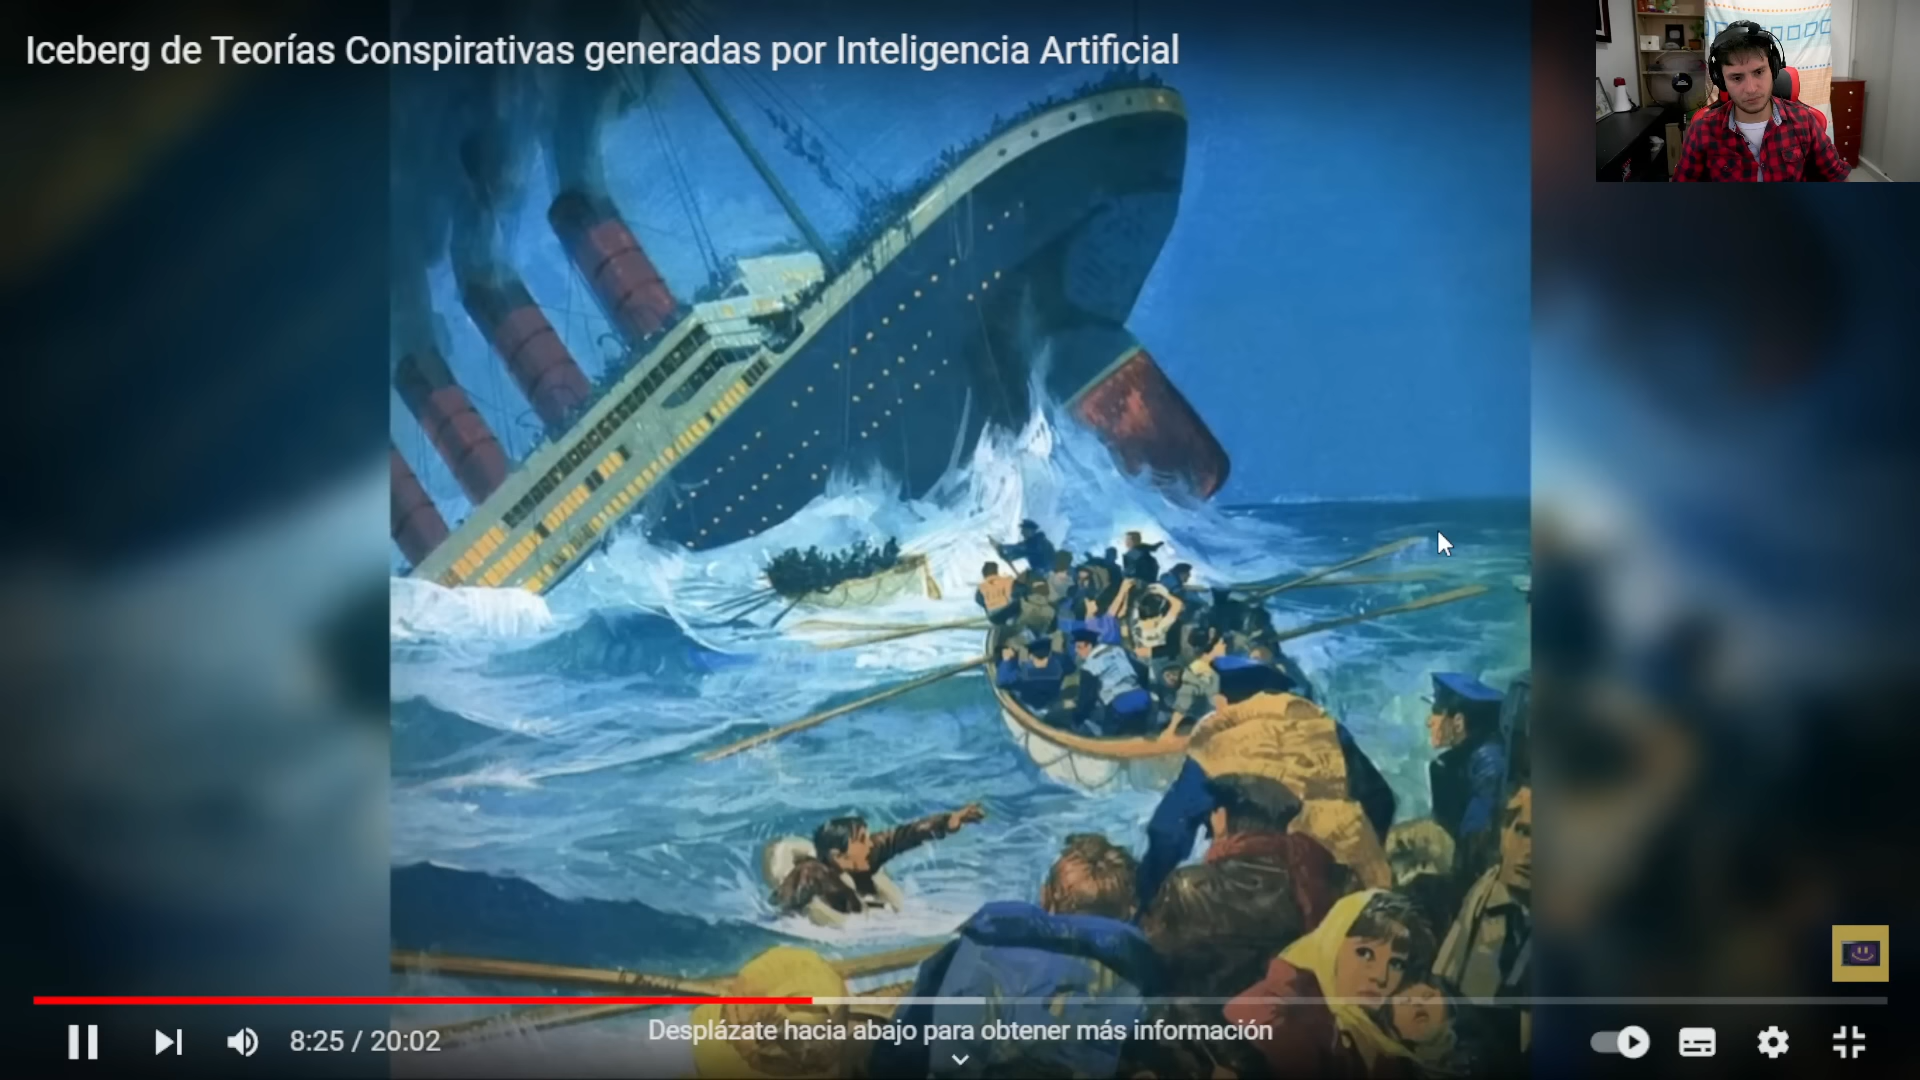 Iceberg de Teorías Conspirativas generadas por Inteligencia Artificial
8:25 / 20:02
Desplázate hacia abajo para obtener más información